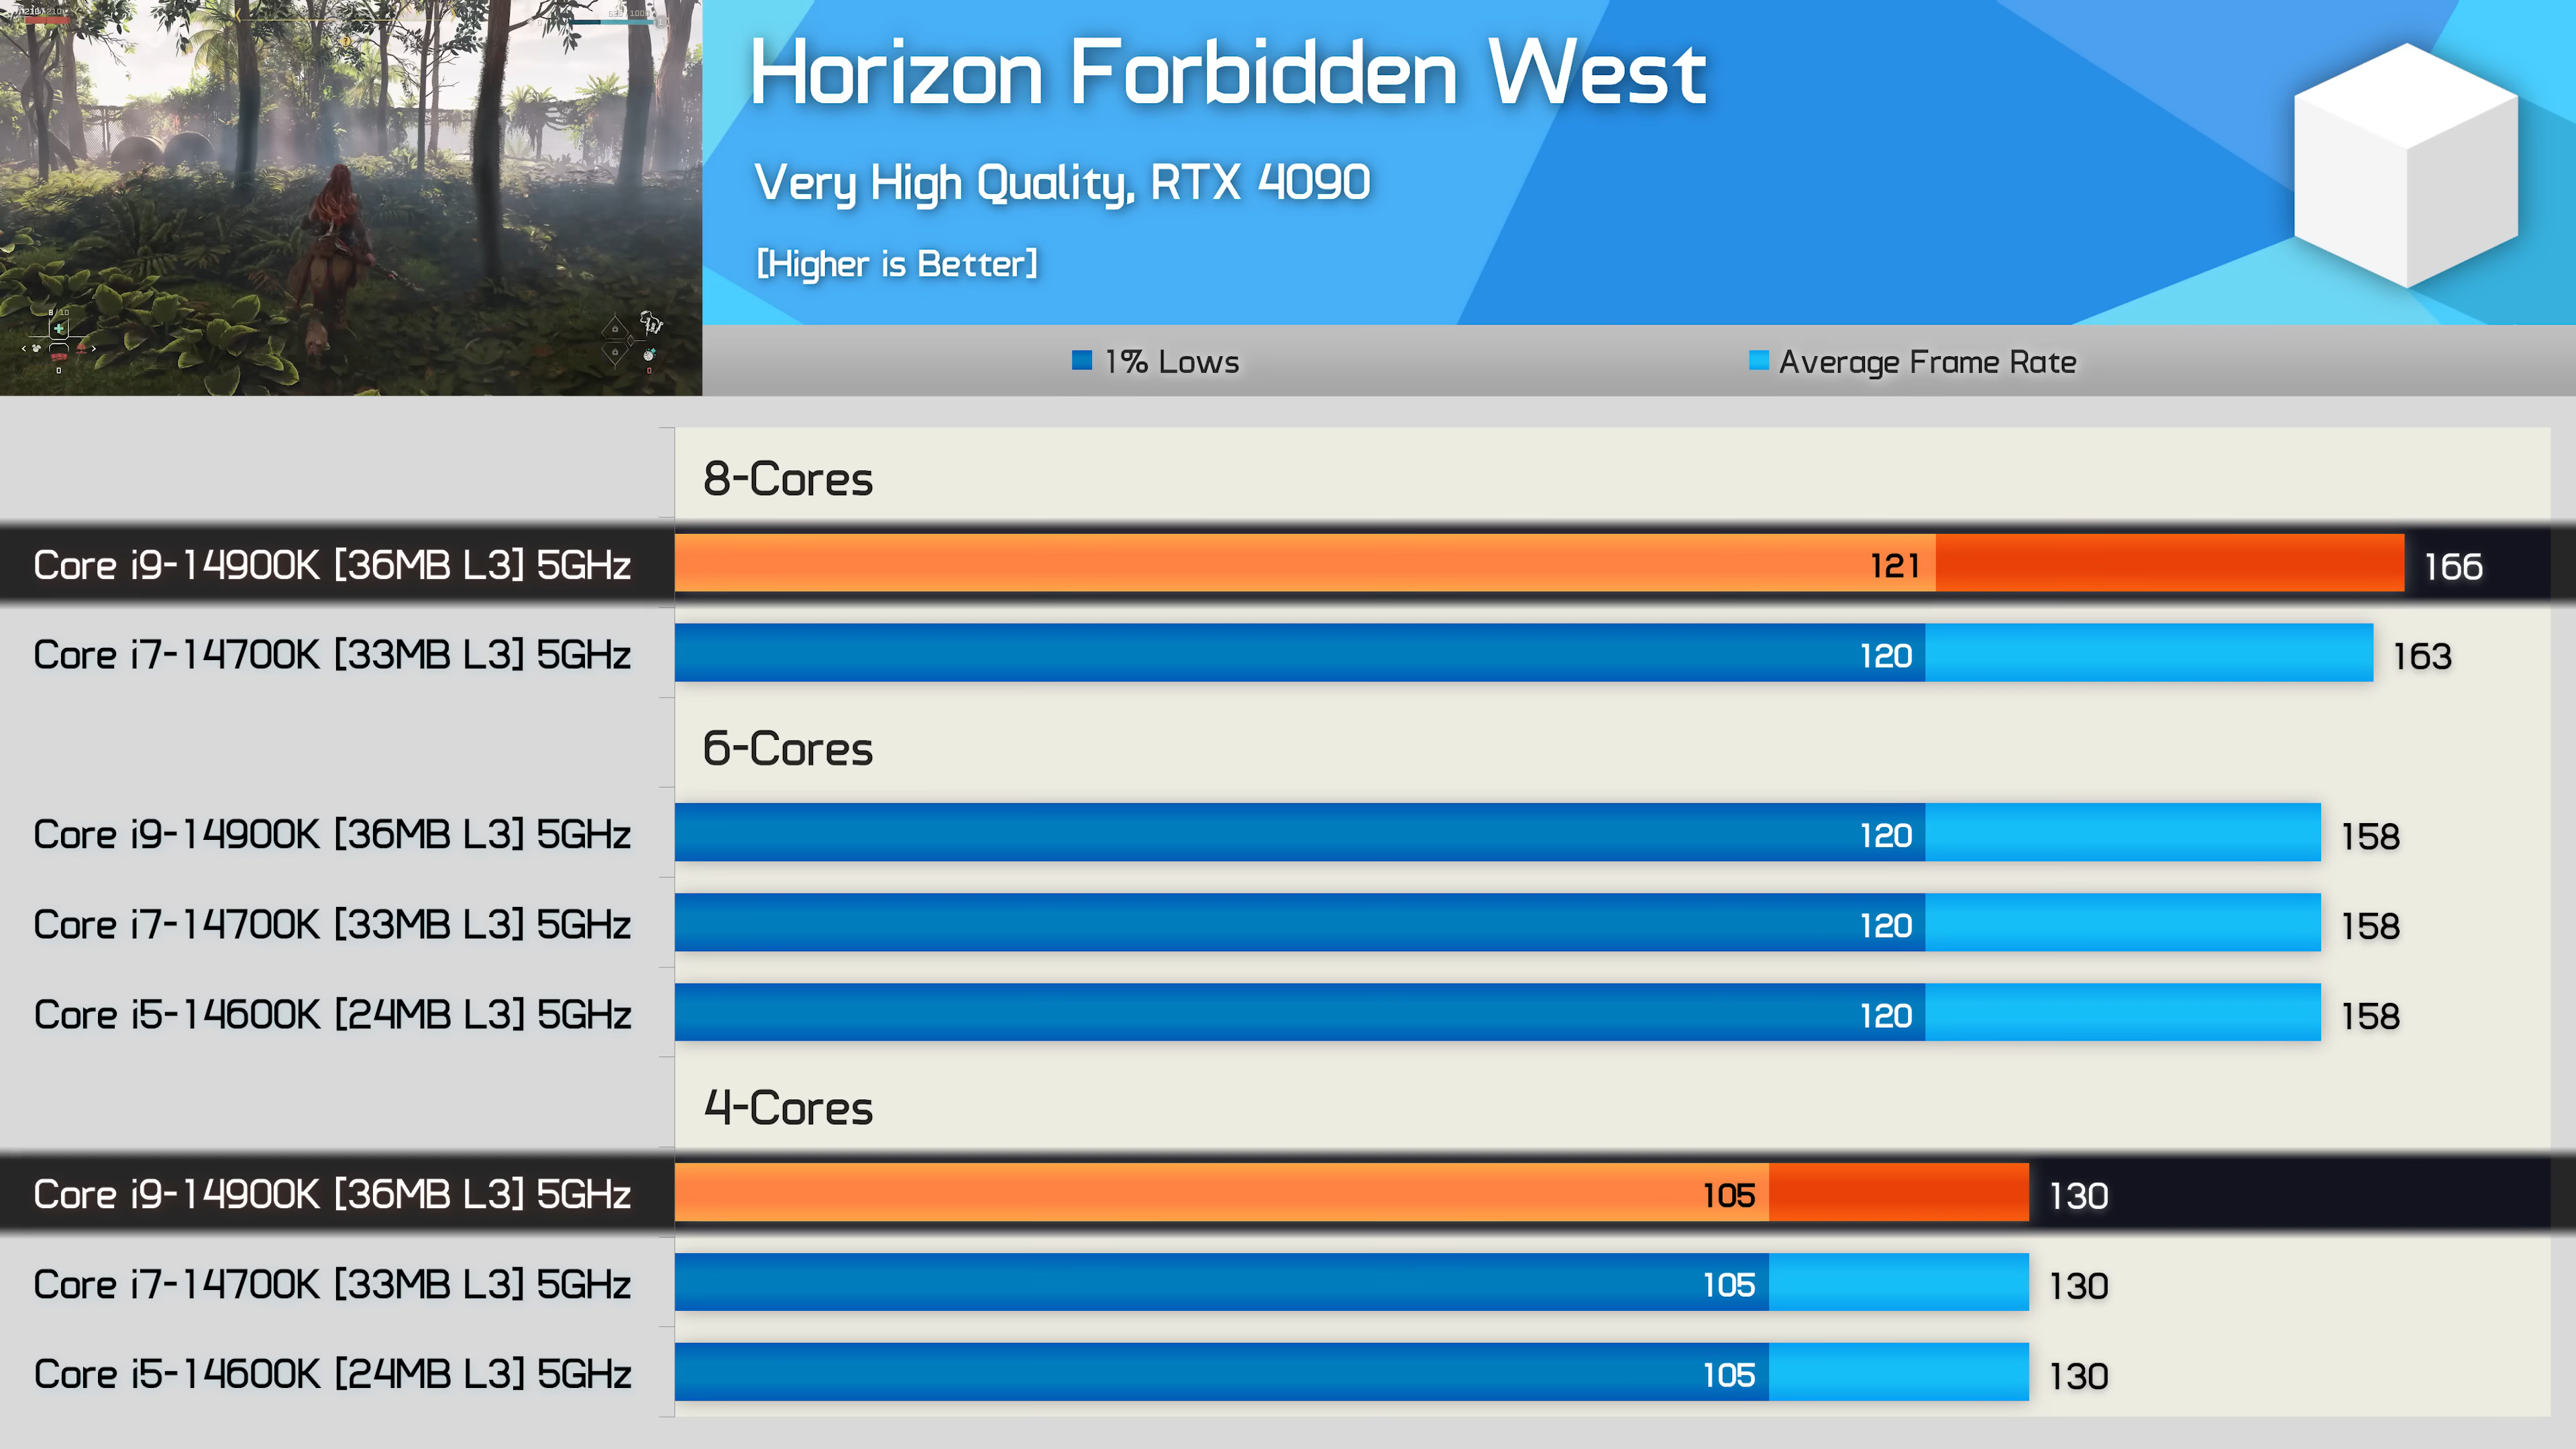 Horizon Forbidden West
Very High Quality, RTX 4090
[Higher is Better]
1% Lows
Average Frame Rate
8-Cores
Core i9-14900K [36MB L3] 5GHz 121 166
Core i7-14700K [33MB L3] 5GHz 120 163
6-Cores
Core i9-14900K [36MB L3] 5GHz 120 158
Core i7-14700K [33MB L3] 5GHz 120 158
Core i5-14600K [24MB L3] 5GHz 120 158
4-Cores
Core i9-14900K [36MB L3] 5GHz 105 130
Core i7-14700K [33MB L3] 5GHz 105 130
Core i5-14600K [24MB L3] 5GHz 105 130